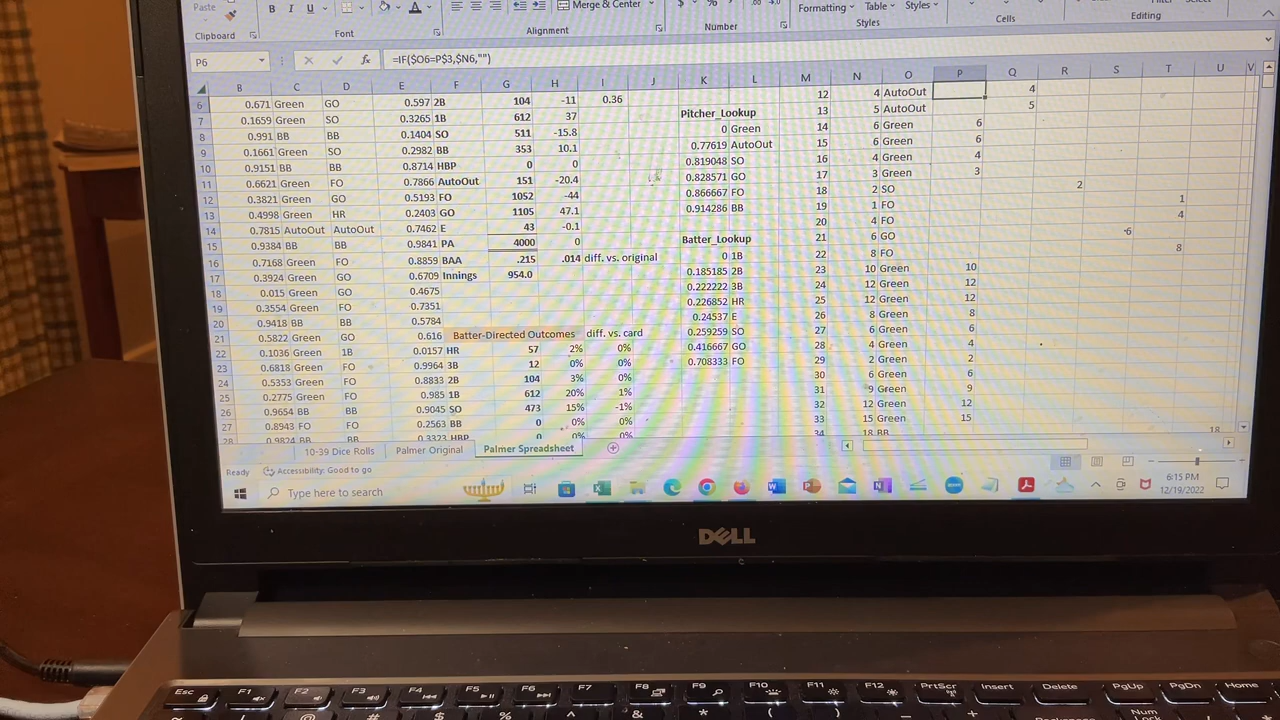 Paste B I U Merge & Center $ % Formatting Table Styles
Clipboard Font Alignment Number Styles Cells Editing
P6 fx =IF($O6=P$3,$N6,"")
B C D E F G H I J K L M N O P Q R S T U V
6 0.671 Green GO 0.597 2B 104 -11 0.36 12 4 AutoOut 4
7 0.1659 Green SO 0.3265 1B 612 37 Pitcher_Lookup 13 5 AutoOut 5
8 0.991 BB BB 0.1404 SO 511 -15.8 0 Green 14 6 Green 6
9 0.1661 Green SO 0.2982 BB 353 10.1 0.77619 AutoOut 15 6 Green 6
10 0.9151 BB BB 0.8714 HBP 0 0 0.819048 SO 16 4 Green 4
11 0.6621 Green FO 0.7866 AutoOut 151 -20.4 0.828571 GO 17 3 Green 3
12 0.3821 Green GO 0.5193 FO 1052 -44 0.866667 FO 18 2 SO 2
13 0.4998 Green HR 0.2403 GO 1105 47.1 0.914286 BB 19 1 FO 1
14 0.7815 AutoOut AutoOut 0.7462 E 43 -0.1 20 4 FO 4
15 0.9384 BB BB 0.9841 PA 4000 0 Batter_Lookup 21 6 GO 6
16 0.7168 Green FO 0.8859 BAA .215 .014 diff. vs. original 0 1B 22 8 FO 8
17 0.3924 Green GO 0.6709 Innings 954.0 0.185185 2B 23 10 Green 10
18 0.015 Green GO 0.4675 0.222222 3B 24 12 Green 12
19 0.3554 Green FO 0.7351 0.226852 HR 25 12 Green 12
20 0.9418 BB BB 0.5784 0.24537 E 26 8 Green 8
21 0.5822 Green GO 0.616 Batter-Directed Outcomes diff. vs. card 0.259259 SO 27 6 Green 6
22 0.1036 Green 1B 0.0157 HR 57 2% 0% 0.416667 GO 28 4 Green 4
23 0.6818 Green FO 0.9964 3B 12 0% 0% 0.708333 FO 29 2 Green 2
24 0.5353 Green FO 0.8833 2B 104 3% 0% 30 6 Green 6
25 0.2775 Green FO 0.985 1B 612 20% 1% 31 9 Green 9
26 0.9654 BB BB 0.9045 SO 473 15% -1% 32 12 Green 12
27 0.8943 FO FO 0.2563 BB 0 0% 0% 33 15 Green 15
28 0.9824 BB BB 0.3323 HBP 0 0% 0% 34 18 BB 18
10-39 Dice Rolls Palmer Original Palmer Spreadsheet
Ready Accessibility: Good to go
Type here to search 6:15 PM
12/19/2022
DELL
Esc F1 F2 F3 F4 F5 F6 F7 F8 F9 F10 F11 F12 PrtScr Insert Delete PgUp PgDn Home
~ ! @ # $ % ^ & * ( ) _ + Num